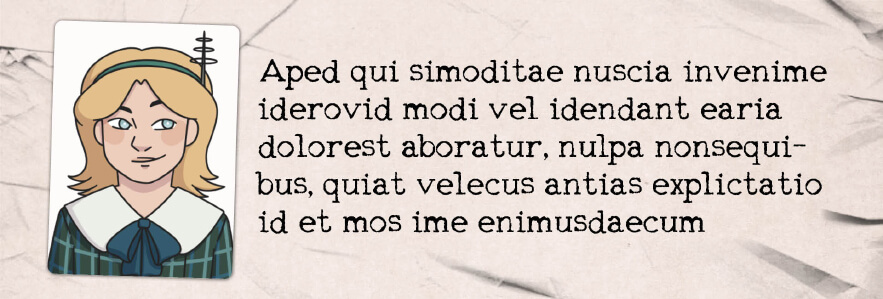 Aped qui simoditae nuscia invenime
iderovid modi vel idendant earia
dolorest aboratur, nulpa nonsequi-
bus, quiat velecus antias explictatio
id et mos ime enimusdaecum